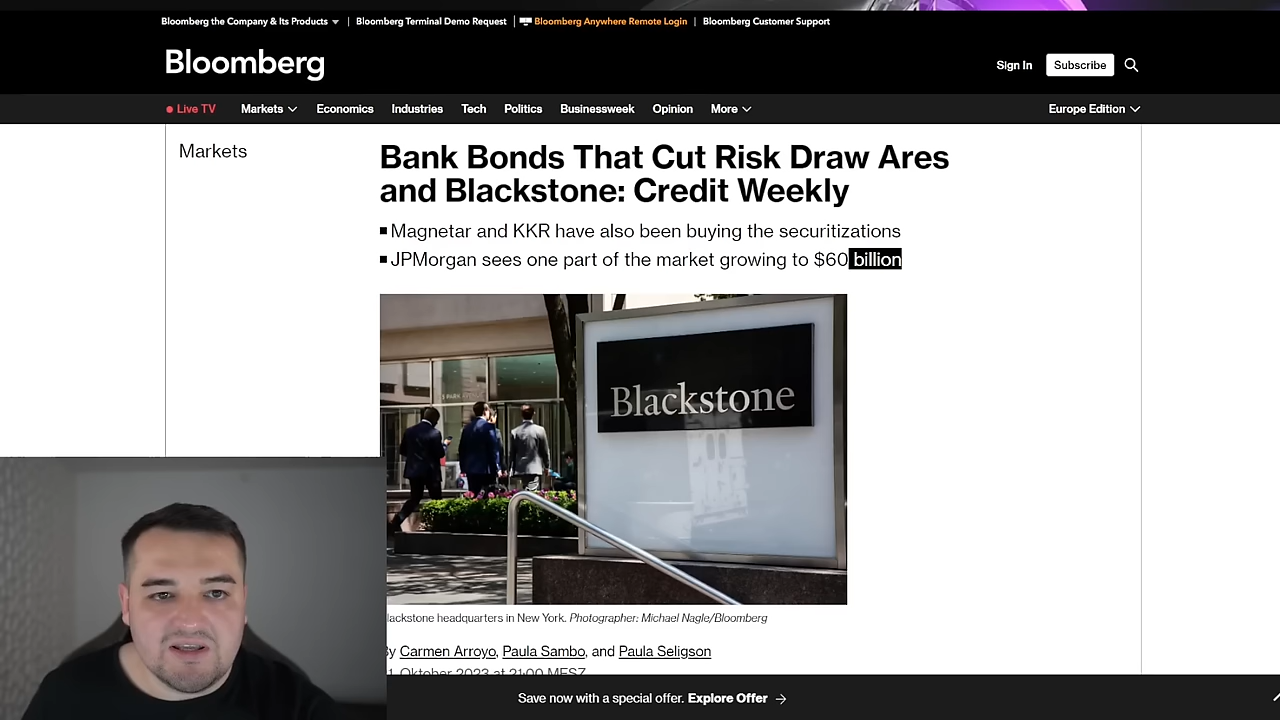 Bloomberg the Company & Its Products
Bloomberg Terminal Demo Request
Bloomberg Anywhere Remote Login
Bloomberg Customer Support
Bloomberg
Sign In
Subscribe
Live TV
Markets
Economics
Industries
Tech
Politics
Businessweek
Opinion
More
Europe Edition
Markets
Bank Bonds That Cut Risk Draw Ares
and Blackstone: Credit Weekly
Magnetar and KKR have also been buying the securitizations
JPMorgan sees one part of the market growing to $60 billion
Blackstone
lackstone headquarters in New York. Photographer: Michael Nagle/Bloomberg
y Carmen Arroyo, Paula Sambo, and Paula Seligson
Oktober 2023 at 21:00 MESZ
Save now with a special offer. Explore Offer